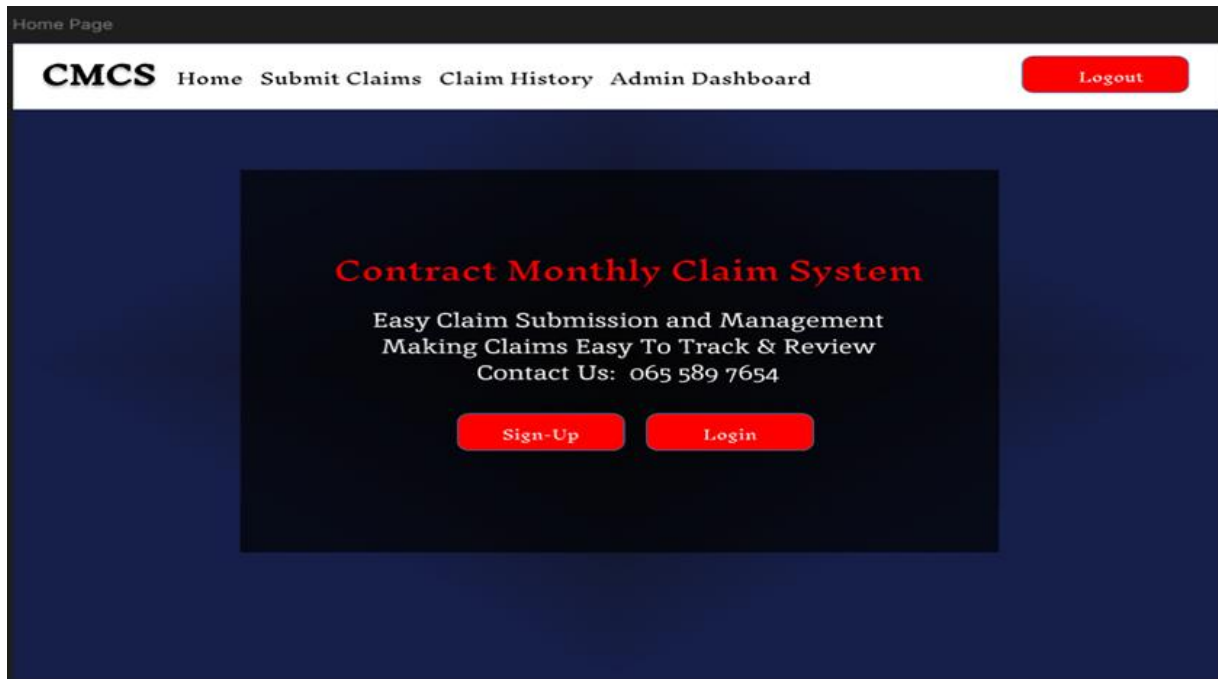 Home Page
CMCS Home Submit Claims Claim History Admin Dashboard Logout
Contract Monthly Claim System
Easy Claim Submission and Management
Making Claims Easy To Track & Review
Contact Us: 065 589 7654
Sign-Up Login